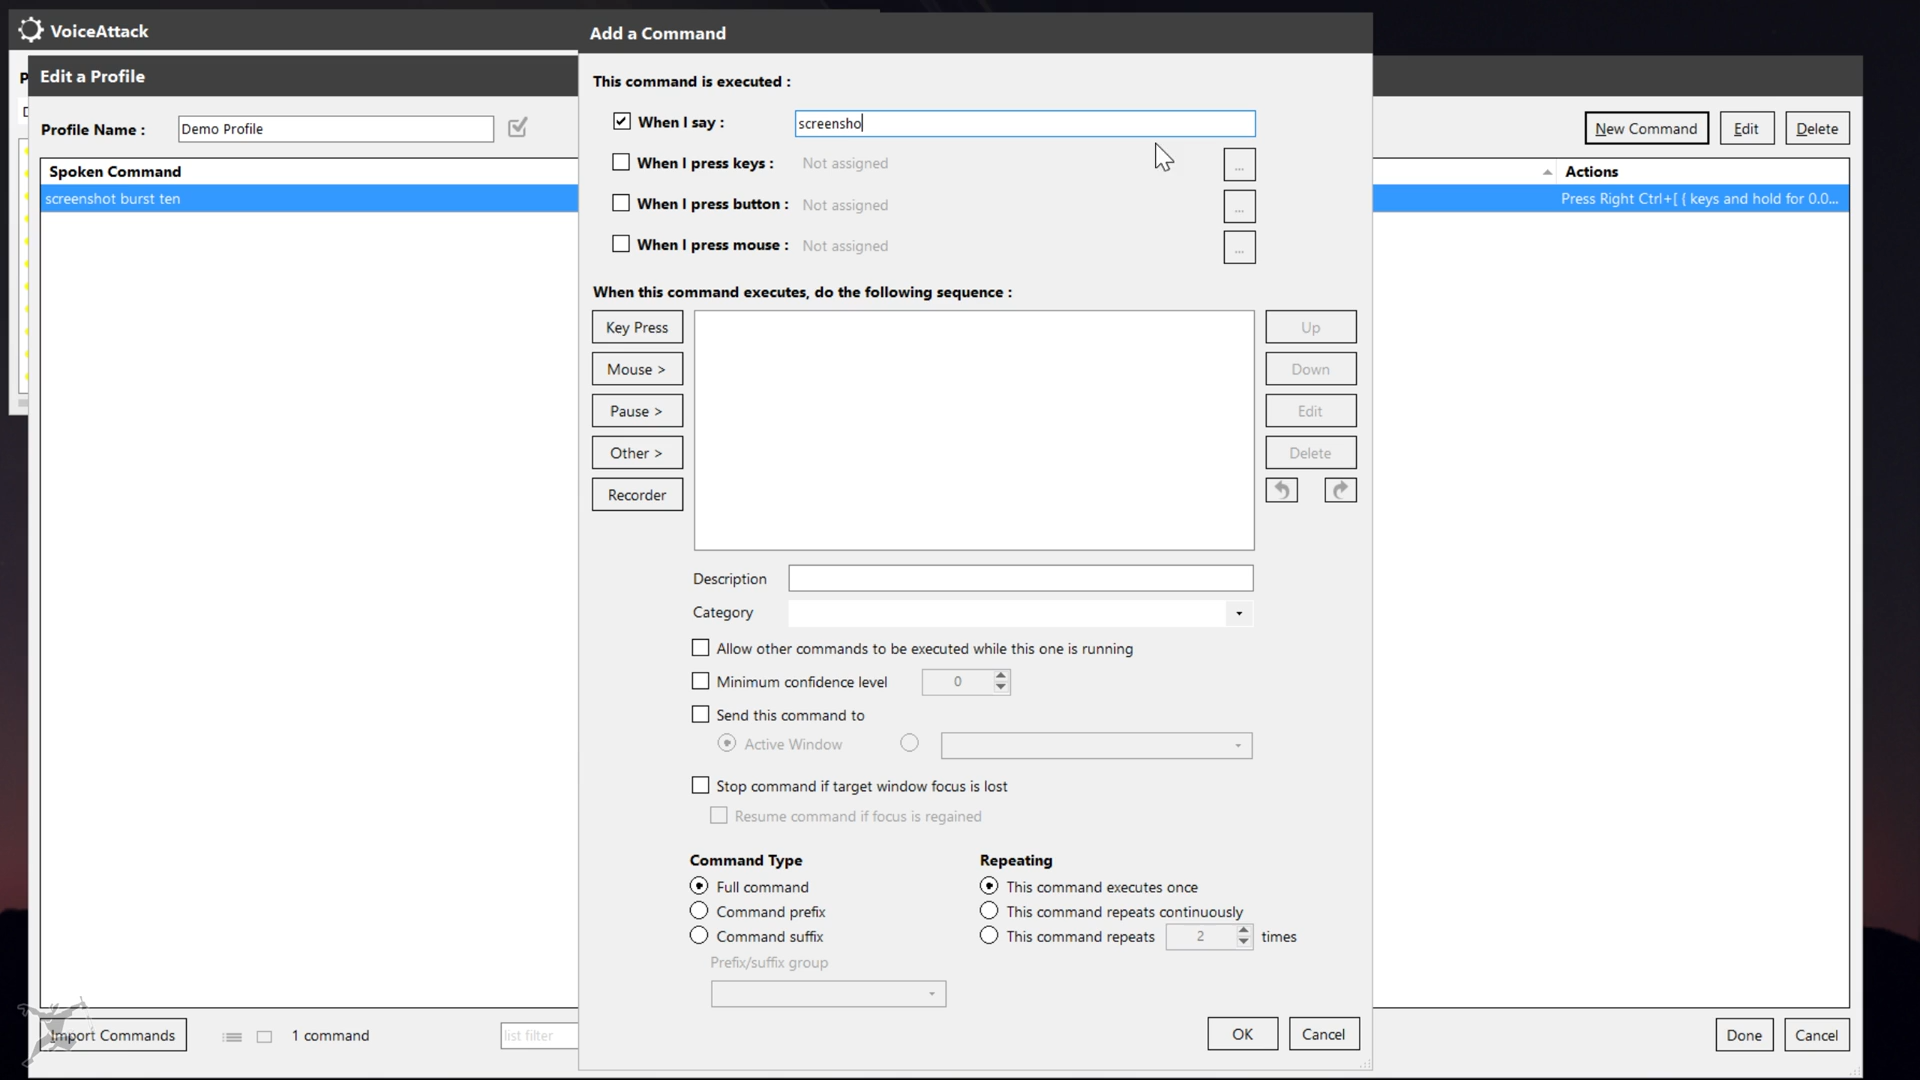 VoiceAttack
Add a Command
Edit a Profile
This command is executed :
Profile Name :
Demo Profile
When I say :
screensho
New Command
Edit
Delete
When I press keys :
Not assigned
...
Spoken Command
Actions
screenshot burst ten
Press Right Ctrl+[ { keys and hold for 0.0...
When I press button :
Not assigned
...
When I press mouse :
Not assigned
...
When this command executes, do the following sequence :
Key Press
Mouse >
Pause >
Other >
Recorder
Up
Down
Edit
Delete
Description
Category
Allow other commands to be executed while this one is running
Minimum confidence level
0
Send this command to
Active Window
Stop command if target window focus is lost
Resume command if focus is regained
Command Type
Full command
Command prefix
Command suffix
Prefix/suffix group
Repeating
This command executes once
This command repeats continuously
This command repeats 2 times
OK
Cancel
Import Commands
1 command
list filter
Done
Cancel